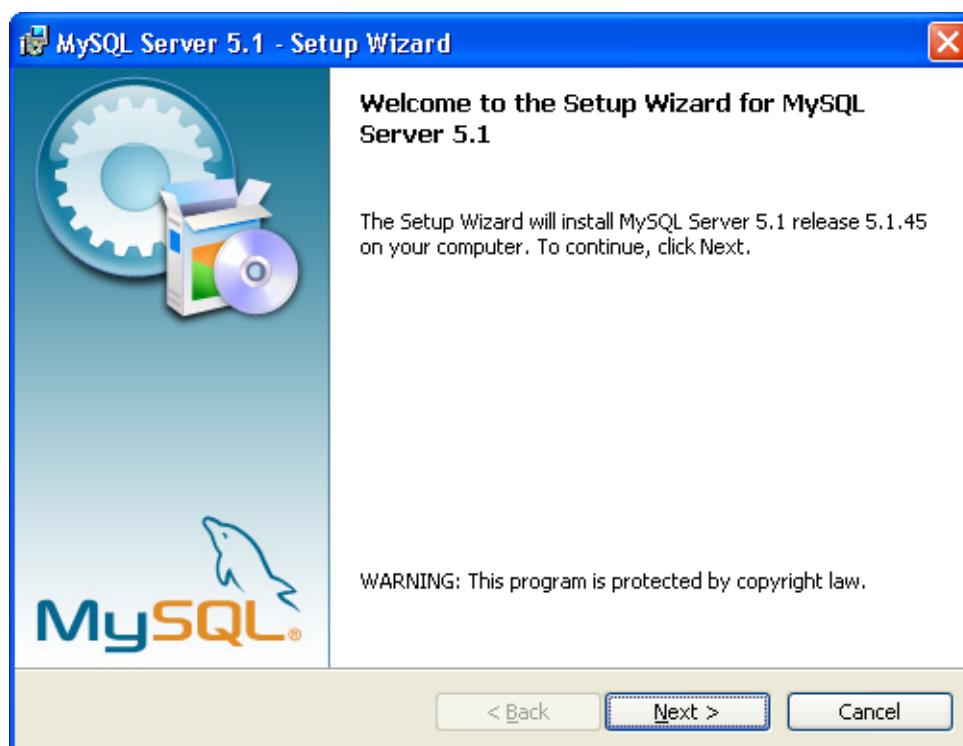 MySQL Server 5.1 - Setup Wizard
Welcome to the Setup Wizard for MySQL
Server 5.1
The Setup Wizard will install MySQL Server 5.1 release 5.1.45
on your computer. To continue, click Next.
WARNING: This program is protected by copyright law.
MySQL®
< Back
Next >
Cancel